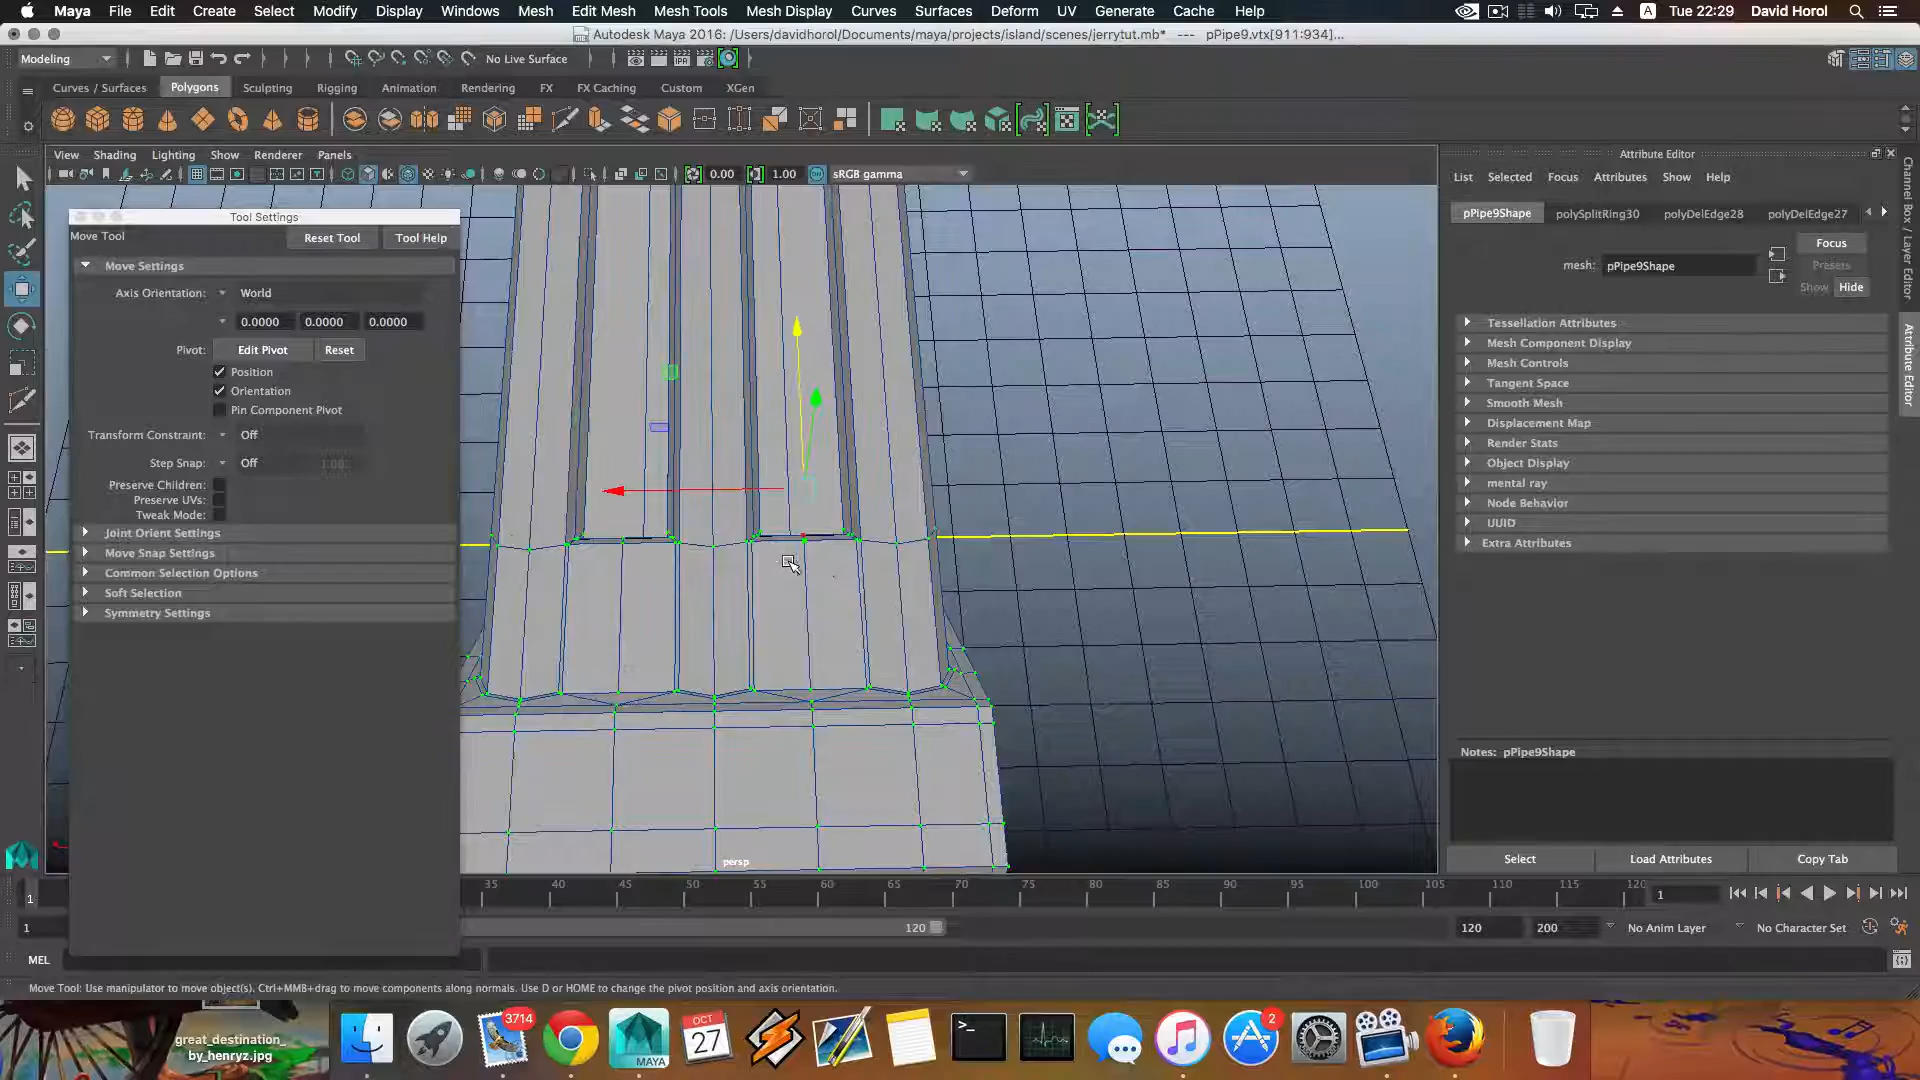 Maya File Edit Create Select Modify Display Windows Mesh Edit Mesh Mesh Tools Mesh Display Curves Surfaces Deform UV Generate Cache Help A Tue 22:29 David Horol
Autodesk Maya 2016: /Users/davidhorol/Documents/maya/projects/island/scenes/jerrytut.mb* --- pPipe9.vtx[911:934]...
Modeling No Live Surface
Curves / Surfaces Polygons Sculpting Rigging Animation Rendering FX FX Caching Custom XGen
View Shading Lighting Show Renderer Panels
0.00 1.00 sRGB gamma
Tool Settings
Move Tool Reset Tool Tool Help
Move Settings
Axis Orientation: World
0.0000 0.0000 0.0000
Pivot: Edit Pivot Reset
Position
Orientation
Pin Component Pivot
Transform Constraint: Off
Step Snap: Off 1.00
Preserve Children:
Preserve UVs:
Tweak Mode:
Joint Orient Settings
Move Snap Settings
Common Selection Options
Soft Selection
Symmetry Settings
persp
Attribute Editor
List Selected Focus Attributes Show Help
pPipe9Shape polySplitRing30 polyDelEdge28 polyDelEdge27
Focus
mesh: pPipe9Shape Presets
Show Hide
Tessellation Attributes
Mesh Component Display
Mesh Controls
Tangent Space
Smooth Mesh
Displacement Map
Render Stats
Object Display
mental ray
Node Behavior
UUID
Extra Attributes
Notes: pPipe9Shape
Select Load Attributes Copy Tab
Channel Box / Layer Editor
Attribute Editor
1 35 40 45 50 55 60 65 70 75 80 85 90 95 100 105 110 115 120 1
1 120 120 200 No Anim Layer No Character Set
MEL
Move Tool: Use manipulator to move object(s). Ctrl+MMB+drag to move components along normals. Use D or HOME to change the pivot position and axis orientation.
great_destination_
by_henryz.jpg
3714
MAYA
OCT
27
>_
2